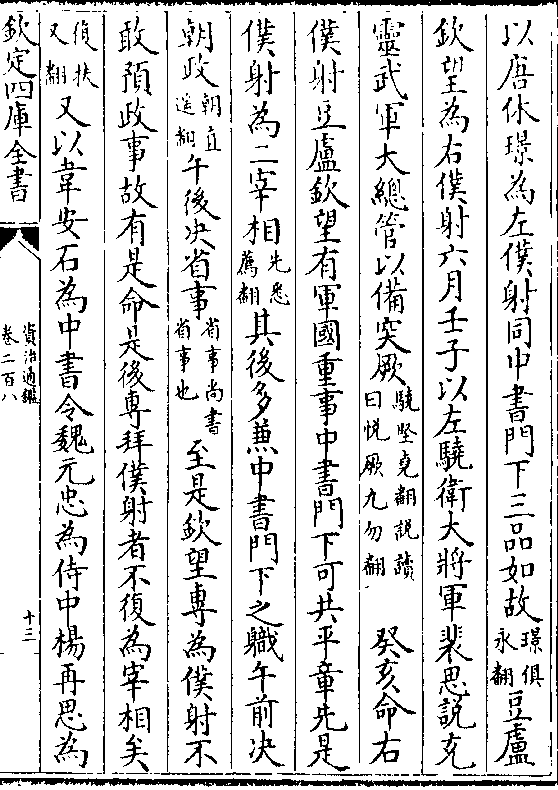 以唐休璟為左僕射同中書門下三品如故璟俱永翻豆盧
欽望為右僕射六月壬子以左驍衛大將軍裴思說充
靈武軍大總管以備突厥驍堅堯翻說讀曰悅厥九勿翻癸亥命右
僕射豆盧欽望有軍國重事中書門下可共平章先是
僕射為二宰相先悉薦翻其後多兼中書門下之職午前决
朝政朝直遥翻午後决省事省事尚書省事也至是欽望專為僕射不
敢預政事故有是命是後專拜僕射者不復為宰相矣
復扶又翻又以韋安石為中書令魏元忠為侍中楊再思為
欽定四庫全書
資治通鑑
卷二百八
十三